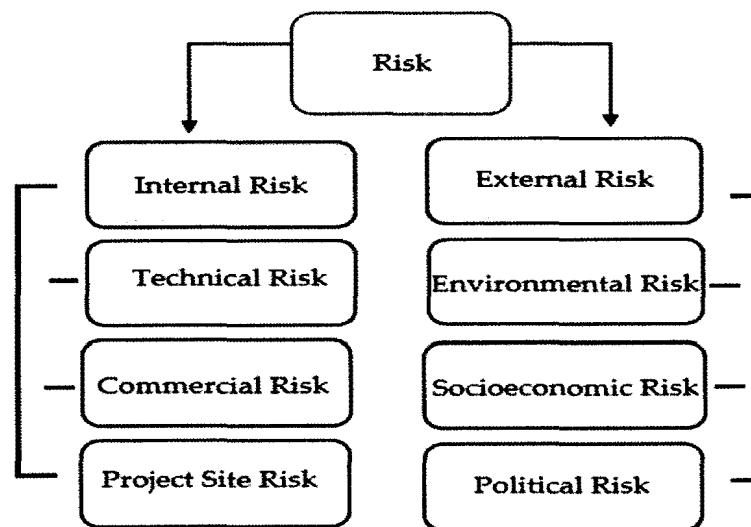 Risk
Internal Risk
External Risk
Technical Risk
Environmental Risk
Commercial Risk
Socioeconomic Risk
Project Site Risk
Political Risk